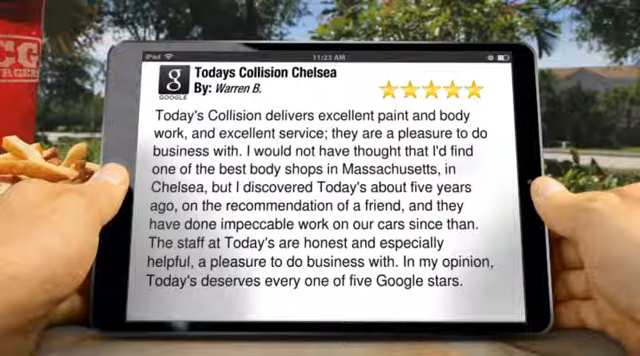 iPad
11:23 AM
g
GOOGLE
Todays Collision Chelsea
By: Warren B.
Today's Collision delivers excellent paint and body
work, and excellent service; they are a pleasure to do
business with. I would not have thought that I'd find
one of the best body shops in Massachusetts, in
Chelsea, but I discovered Today's about five years
ago, on the recommendation of a friend, and they
have done impeccable work on our cars since than.
The staff at Today's are honest and especially
helpful, a pleasure to do business with. In my opinion,
Today's deserves every one of five Google stars.